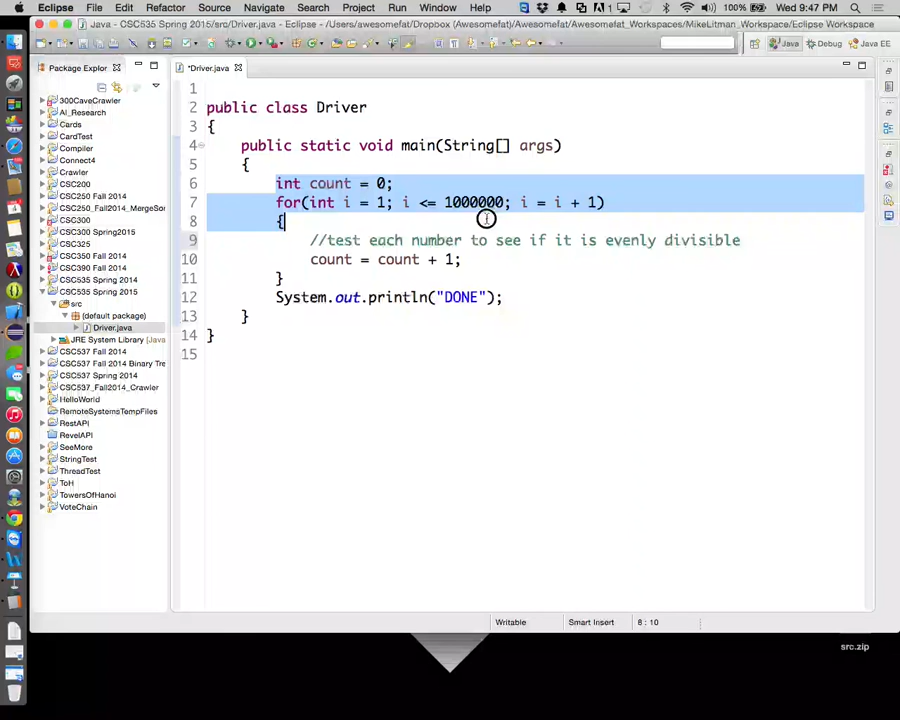 Eclipse File Edit Refactor Source Navigate Search Project Run Window Help 100% Wed 9:47 PM
Java - CSC535 Spring 2015/src/Driver.java - Eclipse - /Users/awesomefat/Dropbox (Awesomefat)/Awesomefat_Workspaces/MikeLitman_Workspace/Eclipse Workspace
Java Debug Java EE
Package Explor
*Driver.java
300CaveCrawler
AI_Research
Cards
CardTest
Compiler
Connect4
Crawler
CSC200
CSC250 Fall 2014
CSC250_Fall2014_MergeSor
CSC300
CSC300 Spring2015
CSC325
CSC350 Fall 2014
CSC390 Fall 2014
CSC535 Spring 2014
CSC535 Spring 2015
src
(default package)
Driver.java
JRE System Library [Java
CSC537 Fall 2014
CSC537 Fall 2014 Binary Tre
CSC537 Spring 2014
CSC537_Fall2014_Crawler
HelloWorld
RemoteSystemsTempFiles
RestAPI
RevelAPI
SeeMore
StringTest
ThreadTest
ToH
TowersOfHanoi
VoteChain
1
2 public class Driver
3 {
4 public static void main(String[] args)
5 {
6 int count = 0;
7 for(int i = 1; i <= 1000000; i = i + 1)
8 {
9 //test each number to see if it is evenly divisible
10 count = count + 1;
11 }
12 System.out.println("DONE");
13 }
14 }
15
Writable Smart Insert 8 : 10
src.zip